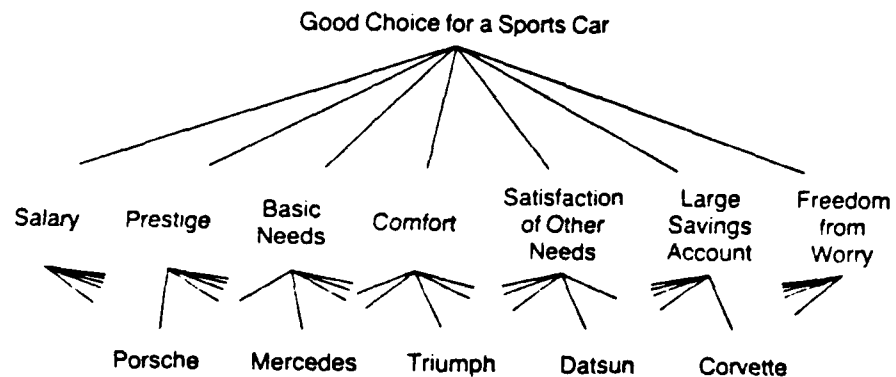 Good Choice for a Sports Car
Salary
Prestige
Basic
Needs
Comfort
Satisfaction
of Other
Needs
Large
Savings
Account
Freedom
from
Worry
Porsche
Mercedes
Triumph
Datsun
Corvette